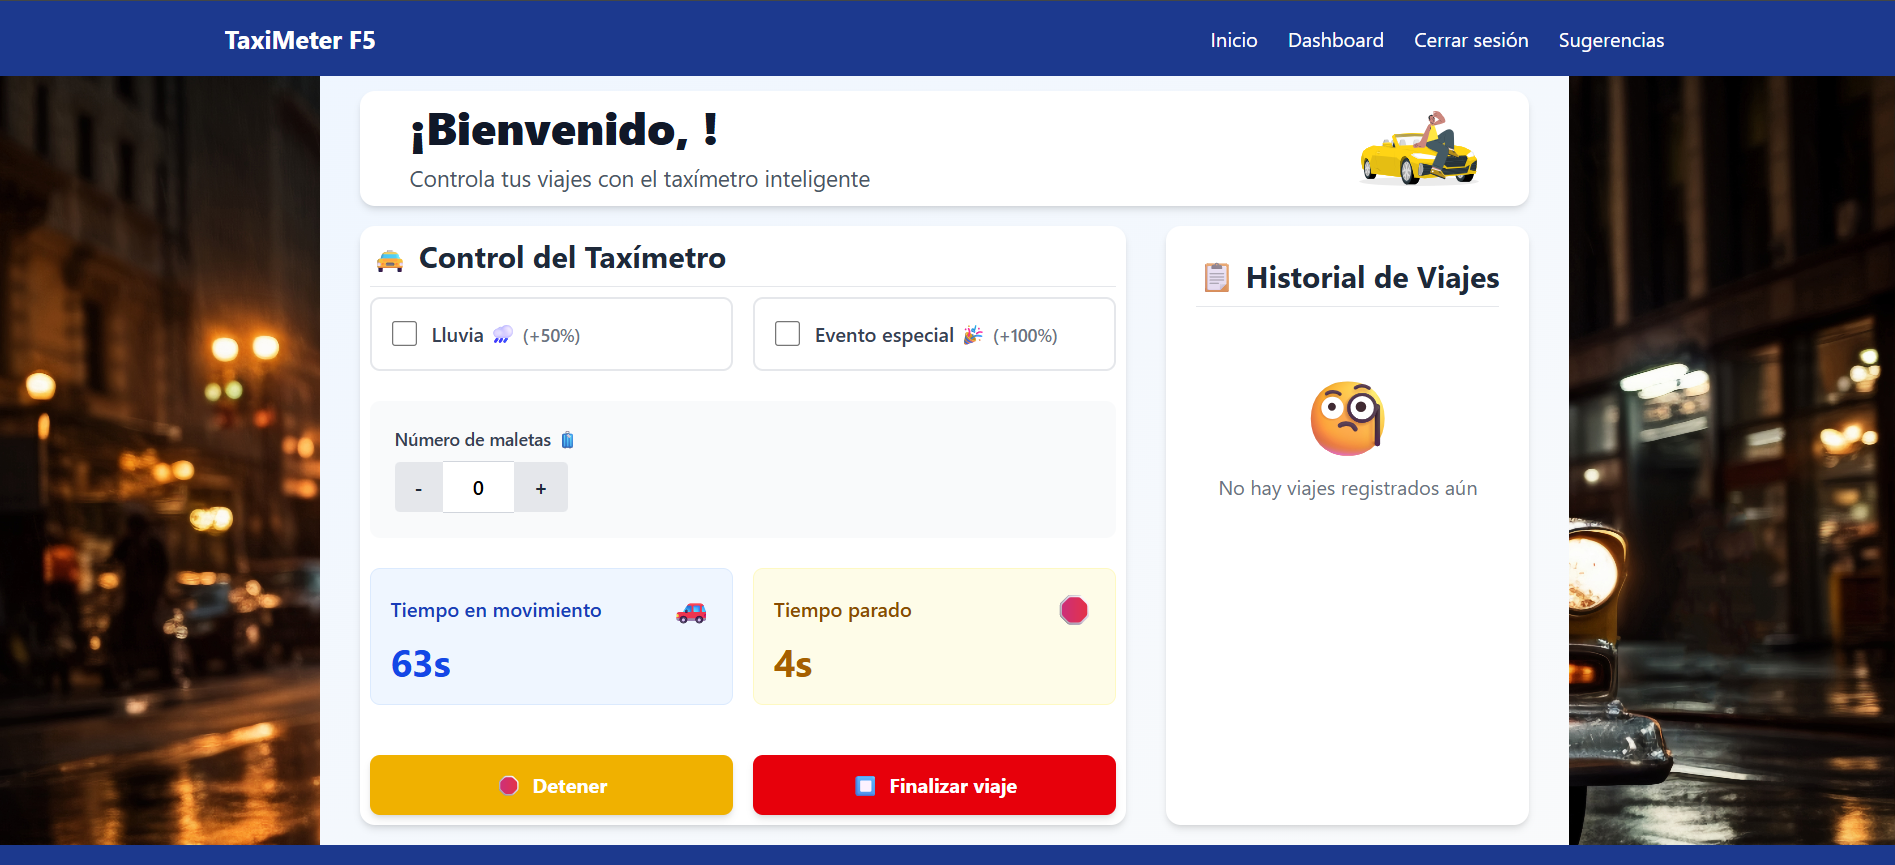 TaxiMeter F5
Inicio Dashboard Cerrar sesión Sugerencias
¡Bienvenido, !
Controla tus viajes con el taxímetro inteligente
Control del Taxímetro
Lluvia (+50%)
Evento especial (+100%)
Número de maletas
- 0 +
Tiempo en movimiento
63s
Tiempo parado
4s
Detener
Finalizar viaje
Historial de Viajes
No hay viajes registrados aún